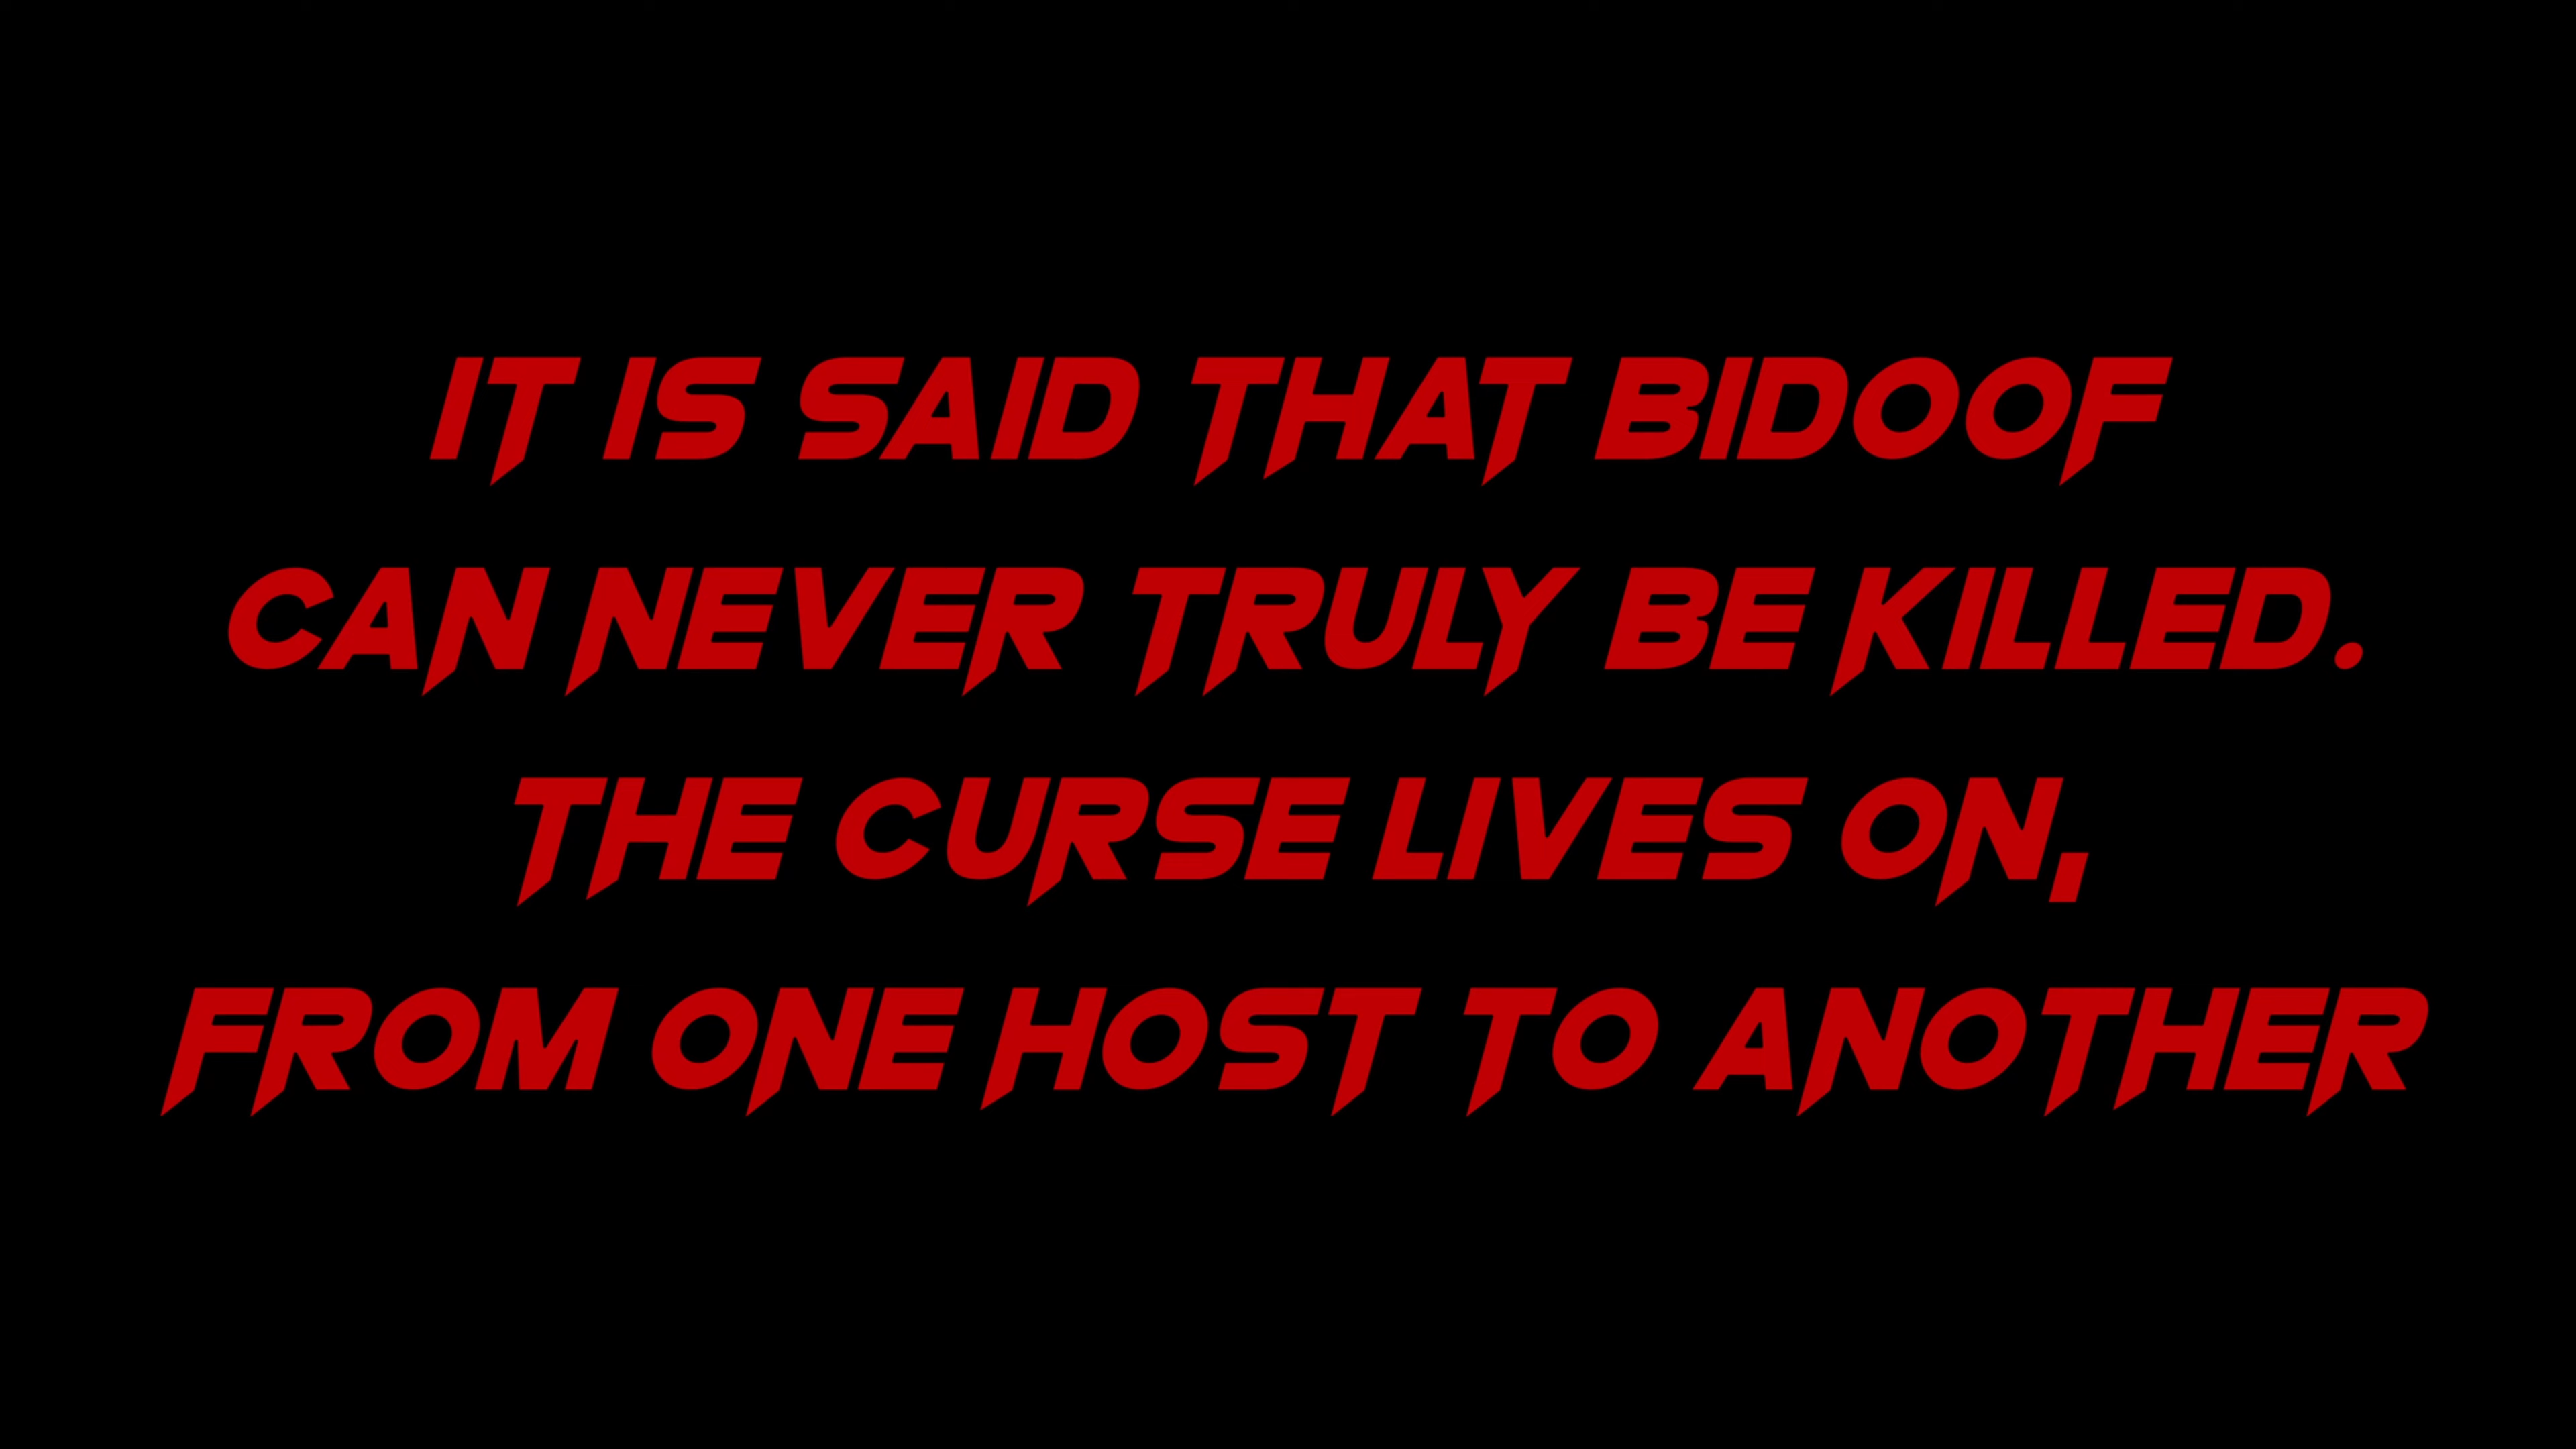 IT IS SAID THAT BIDOOF
CAN NEVER TRULY BE KILLED.
THE CURSE LIVES ON,
FROM ONE HOST TO ANOTHER